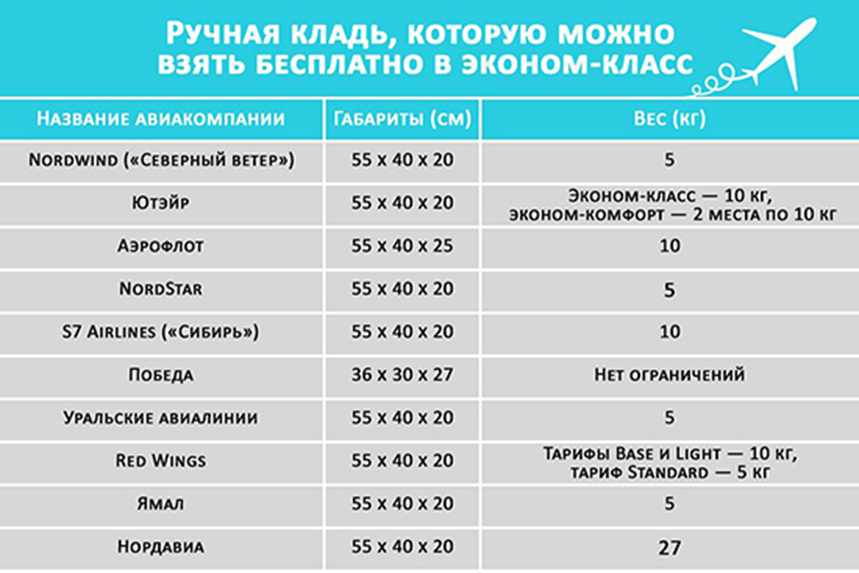 Ручная кладь, которую можно
взять бесплатно в эконом-класс
Название авиакомпании Габариты (см) Вес (кг)
Nordwind («Северный ветер») 55 x 40 x 20 5
Ютэйр 55 x 40 x 20 Эконом-класс — 10 кг,
эконом-комфорт — 2 места по 10 кг
Аэрофлот 55 x 40 x 25 10
NordStar 55 x 40 x 20 5
S7 Airlines («Сибирь») 55 x 40 x 20 10
Победа 36 x 30 x 27 Нет ограничений
Уральские авиалинии 55 x 40 x 20 5
Red Wings 55 x 40 x 20 Тарифы Base и Light — 10 кг,
тариф Standard — 5 кг
Ямал 55 x 40 x 20 5
Нордавиа 55 x 40 x 20 27